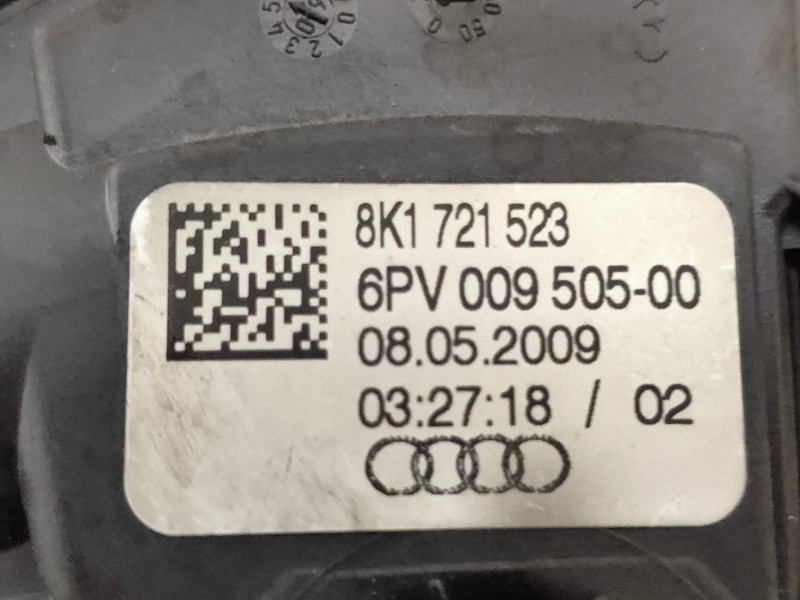 8K1 721 523
6PV 009 505-00
08.05.2009
03:27:18 / 02